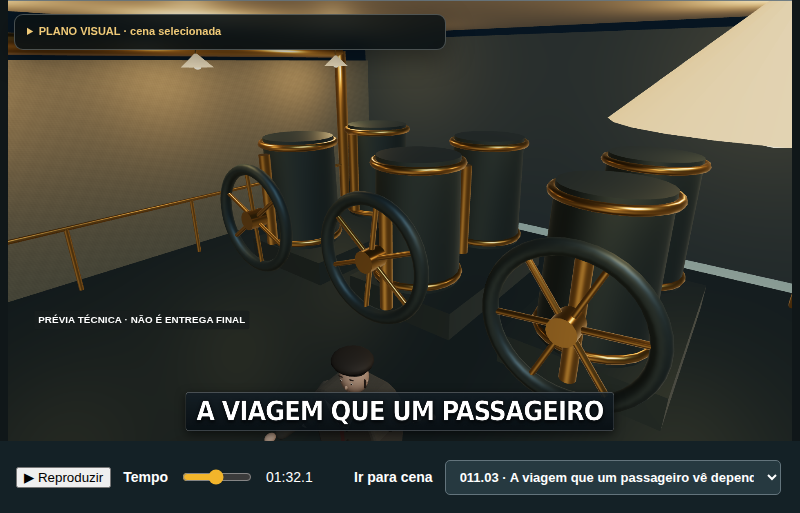 ▶ PLANO VISUAL · cena selecionada
PRÉVIA TÉCNICA · NÃO É ENTREGA FINAL
A VIAGEM QUE UM PASSAGEIRO
▶ Reproduzir Tempo 01:32.1 Ir para cena 011.03 · A viagem que um passageiro vê depend